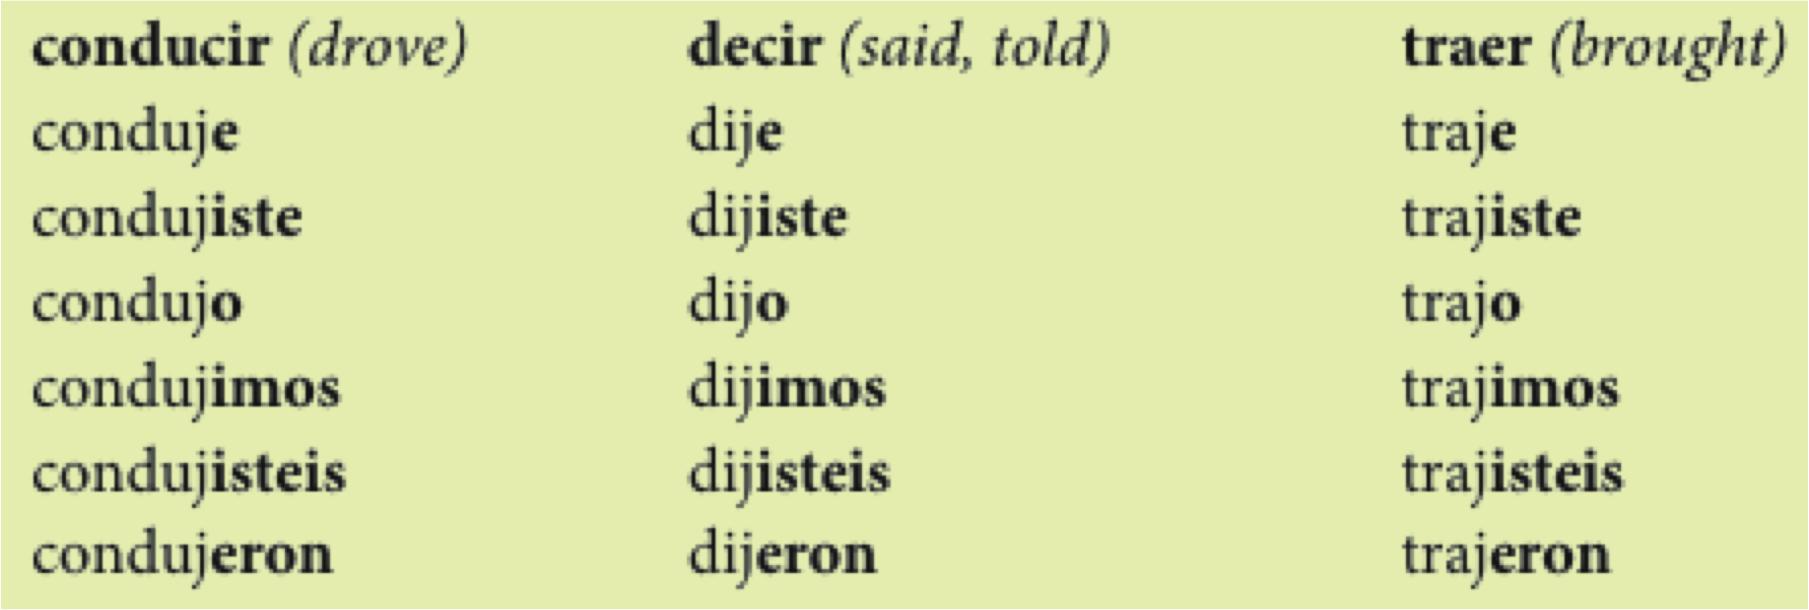 conducir (drove) decir (said, told) traer (brought)
conduje dije traje
condujiste dijiste trajiste
condujo dijo trajo
condujimos dijimos trajimos
condujisteis dijisteis trajisteis
condujeron dijeron trajeron